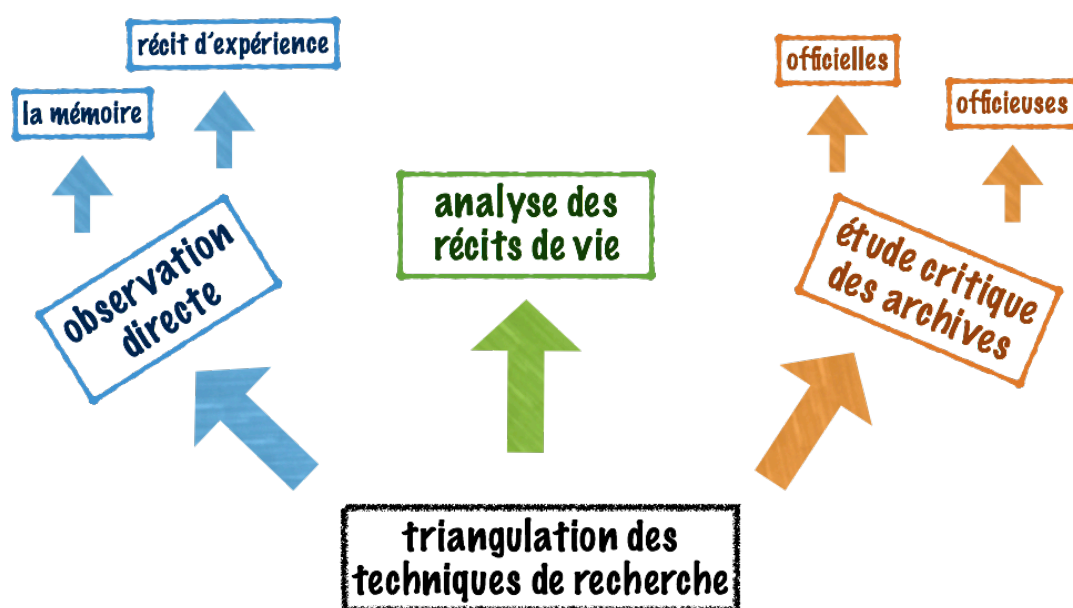 récit d'expérience
la mémoire
observation
directe
analyse des
récits de vie
officielles
officieuses
étude critique
des archives
triangulation des
techniques de recherche